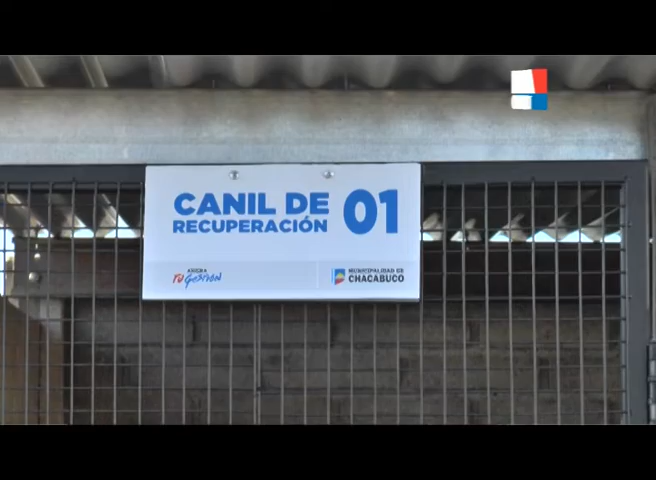 CANIL DE
RECUPERACIÓN
01
TU GESTIÓN
MUNICIPALIDAD DE
CHACABUCO